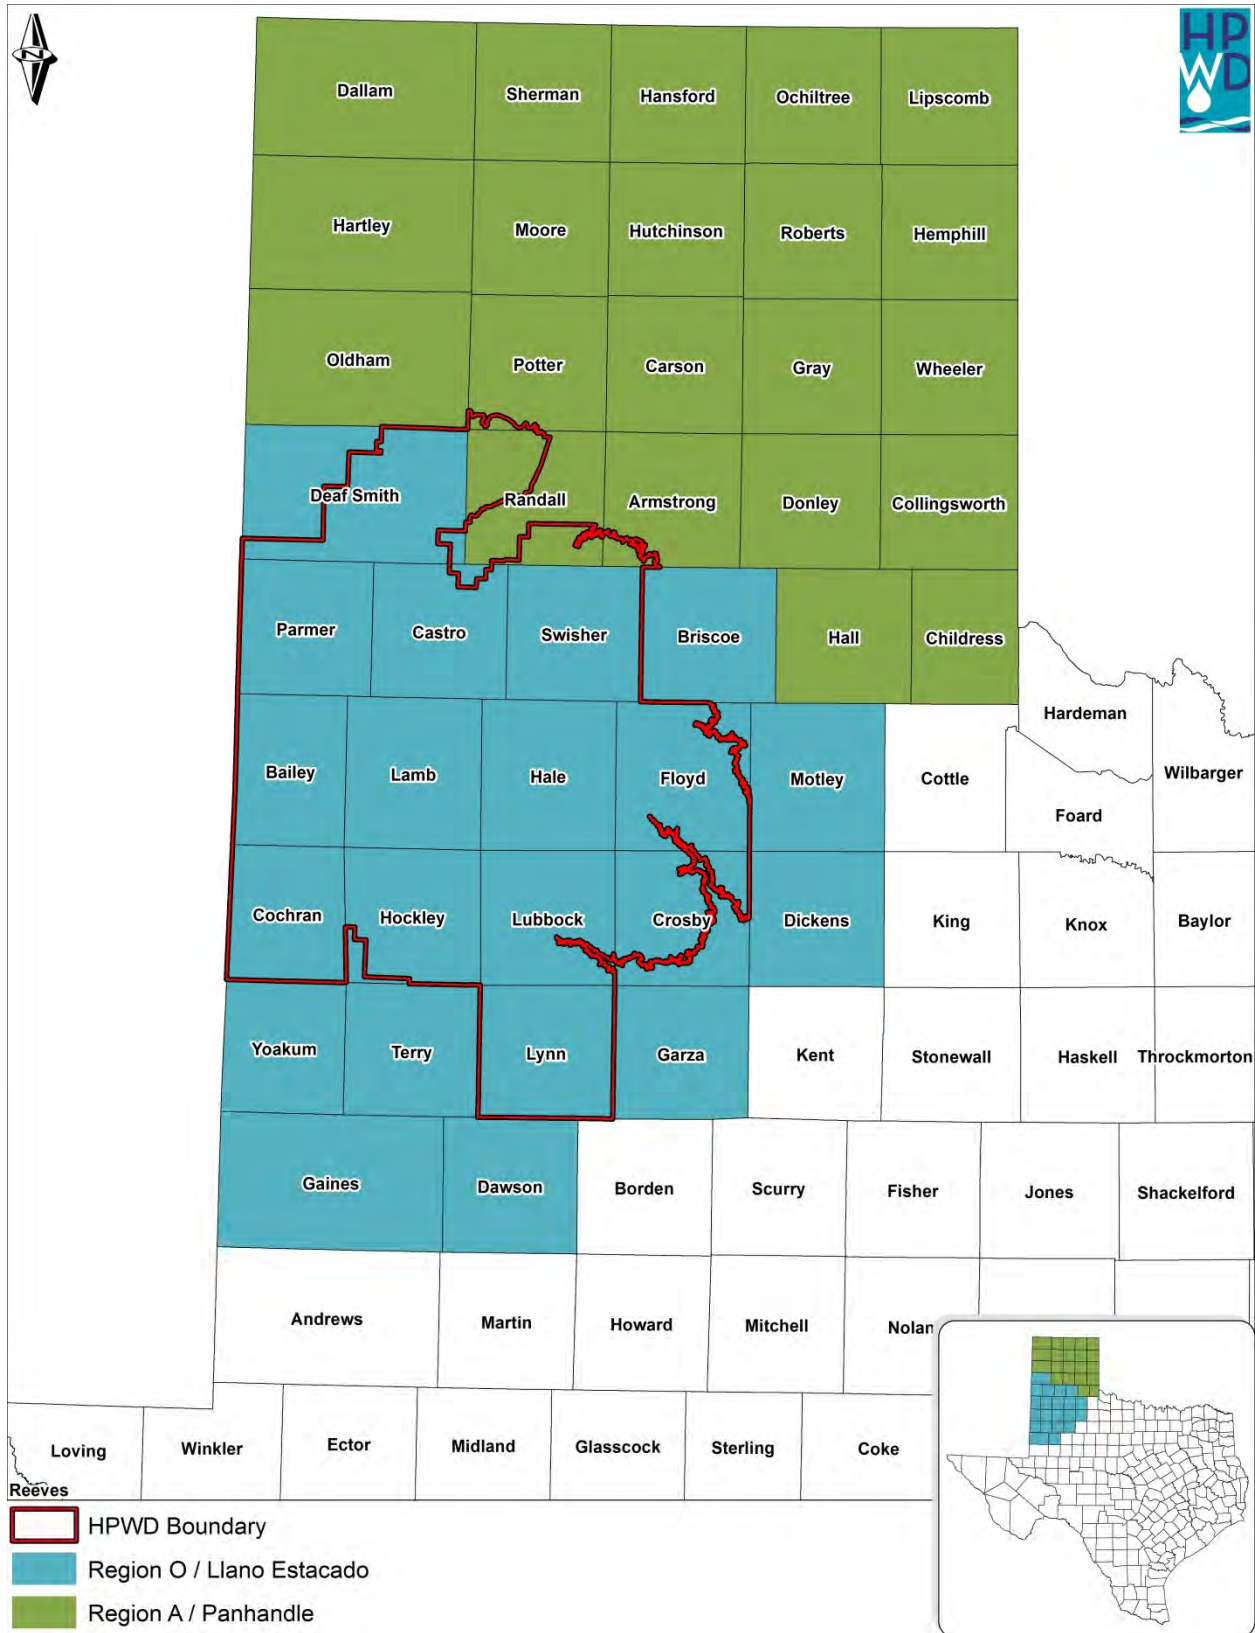 N
HP
WD
Dallam
Sherman
Hansford
Ochiltree
Lipscomb
Hartley
Moore
Hutchinson
Roberts
Hemphill
Oldham
Potter
Carson
Gray
Wheeler
Deaf Smith
Randall
Armstrong
Donley
Collingsworth
Parmer
Castro
Swisher
Briscoe
Hall
Childress
Hardeman
Bailey
Lamb
Hale
Floyd
Motley
Cottle
Foard
Wilbarger
Cochran
Hockley
Lubbock
Crosby
Dickens
King
Knox
Baylor
Yoakum
Terry
Lynn
Garza
Kent
Stonewall
Haskell
Throckmorton
Gaines
Dawson
Borden
Scurry
Fisher
Jones
Shackelford
Andrews
Martin
Howard
Mitchell
Nolan
Loving
Winkler
Ector
Midland
Glasscock
Sterling
Coke
Reeves
HPWD Boundary
Region O / Llano Estacado
Region A / Panhandle